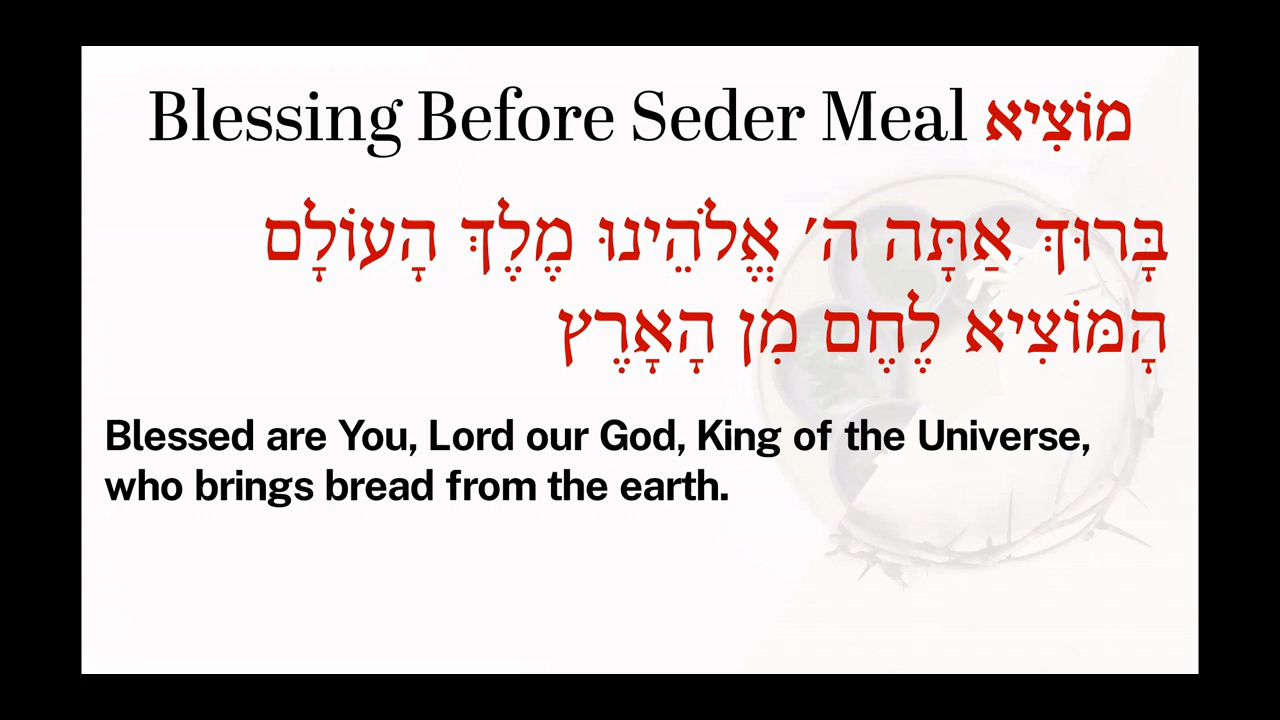 Blessing Before Seder Meal מוֹצִיא
בָּרוּךְ אַתָּה ה׳ אֱלֹהֵינוּ מֶלֶךְ הָעוֹלָם
הָמּוֹצִיא לֶחֶם מִן הָאָרֶץ
Blessed are You, Lord our God, King of the Universe,
who brings bread from the earth.